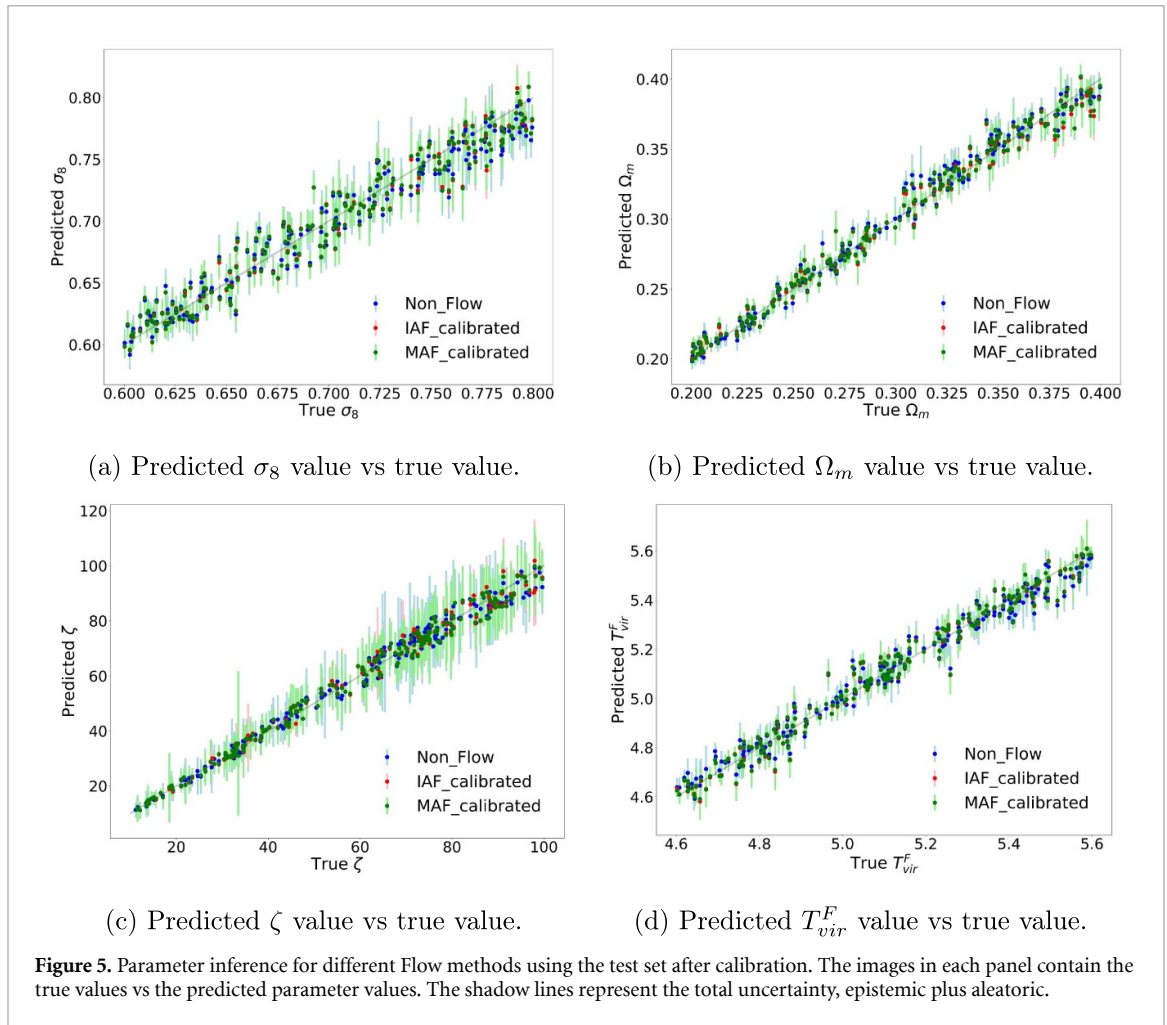 Predicted σ8
0.80
0.75
0.70
0.65
0.60
Non_Flow
IAF_calibrated
MAF_calibrated
0.600 0.625 0.650 0.675 0.700 0.725 0.750 0.775 0.800
True σ8
(a) Predicted σ8 value vs true value.
Predicted Ωm
0.40
0.35
0.30
0.25
0.20
Non_Flow
IAF_calibrated
MAF_calibrated
0.200 0.225 0.250 0.275 0.300 0.325 0.350 0.375 0.400
True Ωm
(b) Predicted Ωm value vs true value.
Predicted ζ
120
100
80
60
40
20
Non_Flow
IAF_calibrated
MAF_calibrated
20 40 60 80 100
True ζ
(c) Predicted ζ value vs true value.
Predicted T^F_vir
5.6
5.4
5.2
5.0
4.8
4.6
Non_Flow
IAF_calibrated
MAF_calibrated
4.6 4.8 5.0 5.2 5.4 5.6
True T^F_vir
(d) Predicted T^F_vir value vs true value.
Figure 5. Parameter inference for different Flow methods using the test set after calibration. The images in each panel contain the
true values vs the predicted parameter values. The shadow lines represent the total uncertainty, epistemic plus aleatoric.